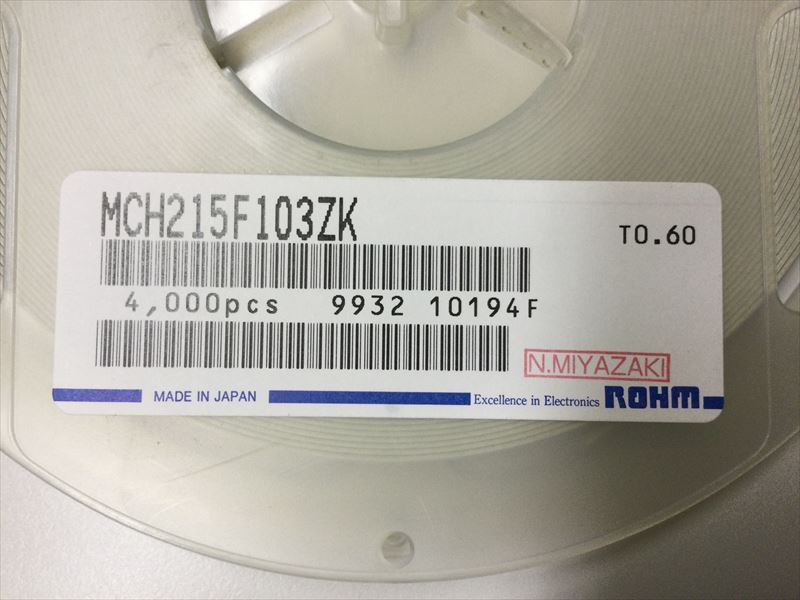 MCH215F103ZK
T0.60
4,000pcs 9932 10194F
N.MIYAZAKI
MADE IN JAPAN Excellence in Electronics ROHM